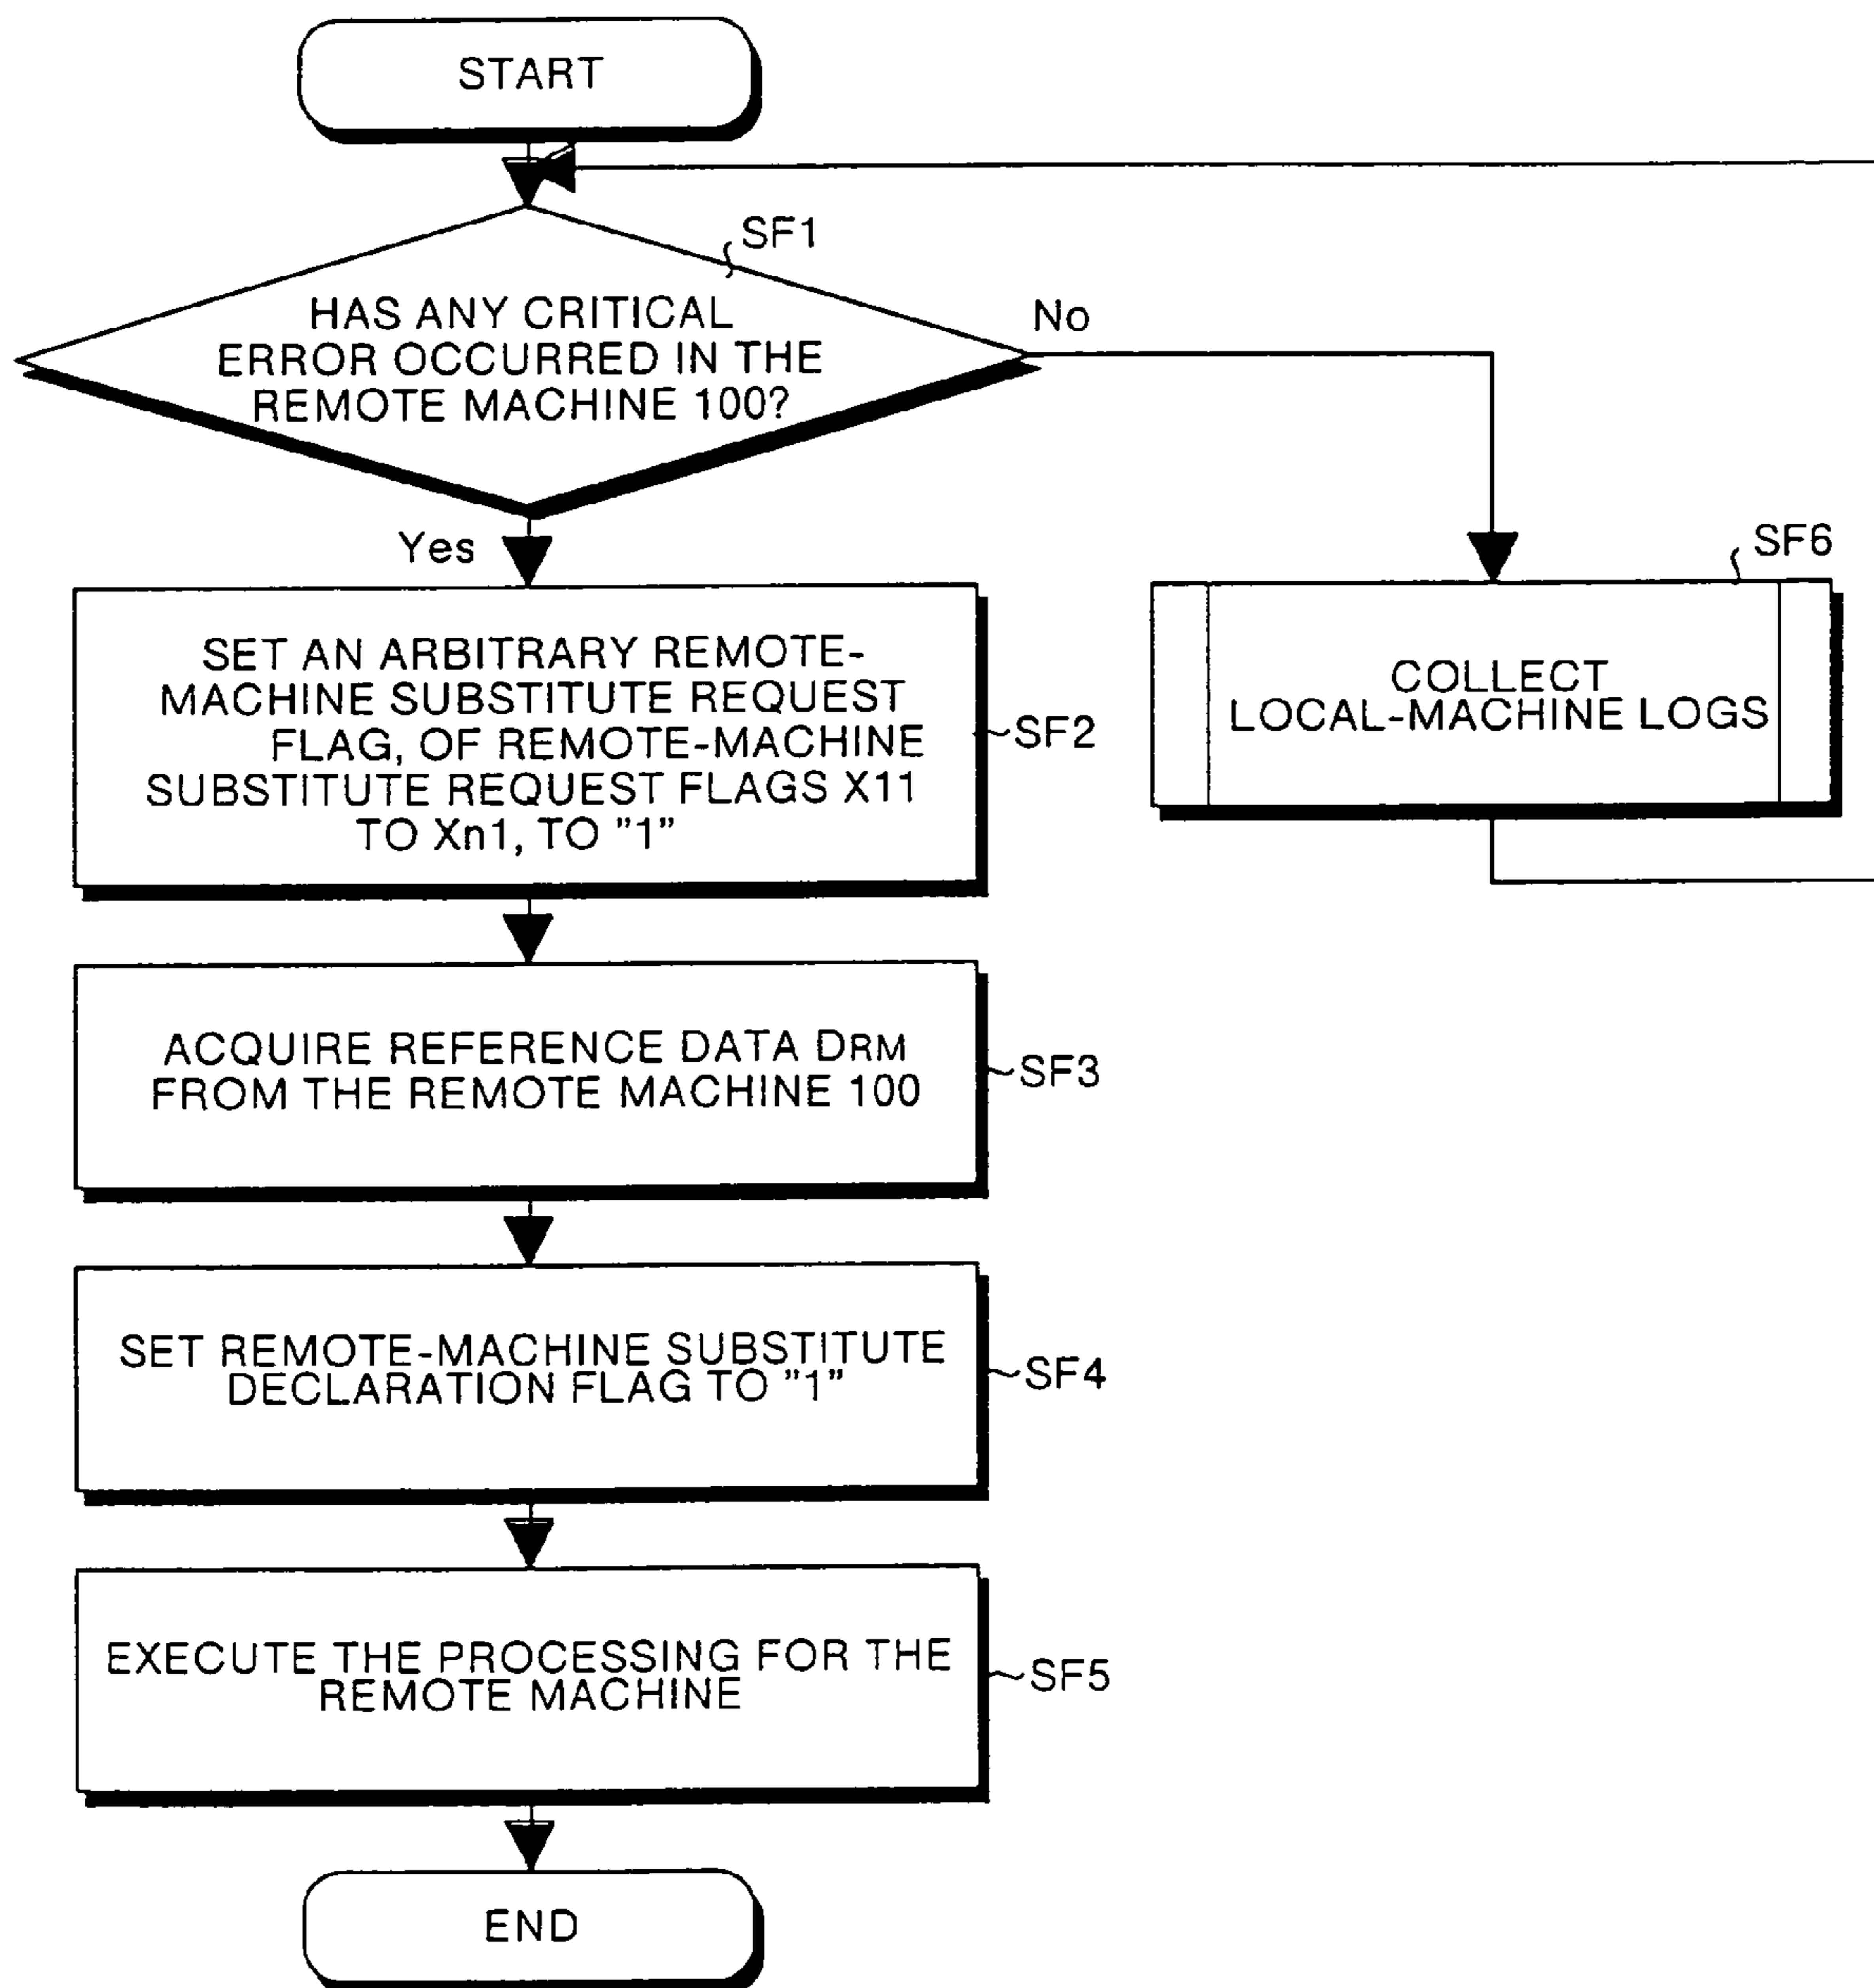 START
SF1
HAS ANY CRITICAL
ERROR OCCURRED IN THE
REMOTE MACHINE 100?
No
Yes
SET AN ARBITRARY REMOTE-
MACHINE SUBSTITUTE REQUEST
FLAG, OF REMOTE-MACHINE
SUBSTITUTE REQUEST FLAGS X11
TO Xn1, TO "1"
SF2
SF6
COLLECT
LOCAL-MACHINE LOGS
ACQUIRE REFERENCE DATA DRM
FROM THE REMOTE MACHINE 100
SF3
SET REMOTE-MACHINE SUBSTITUTE
DECLARATION FLAG TO "1"
SF4
EXECUTE THE PROCESSING FOR THE
REMOTE MACHINE
SF5
END